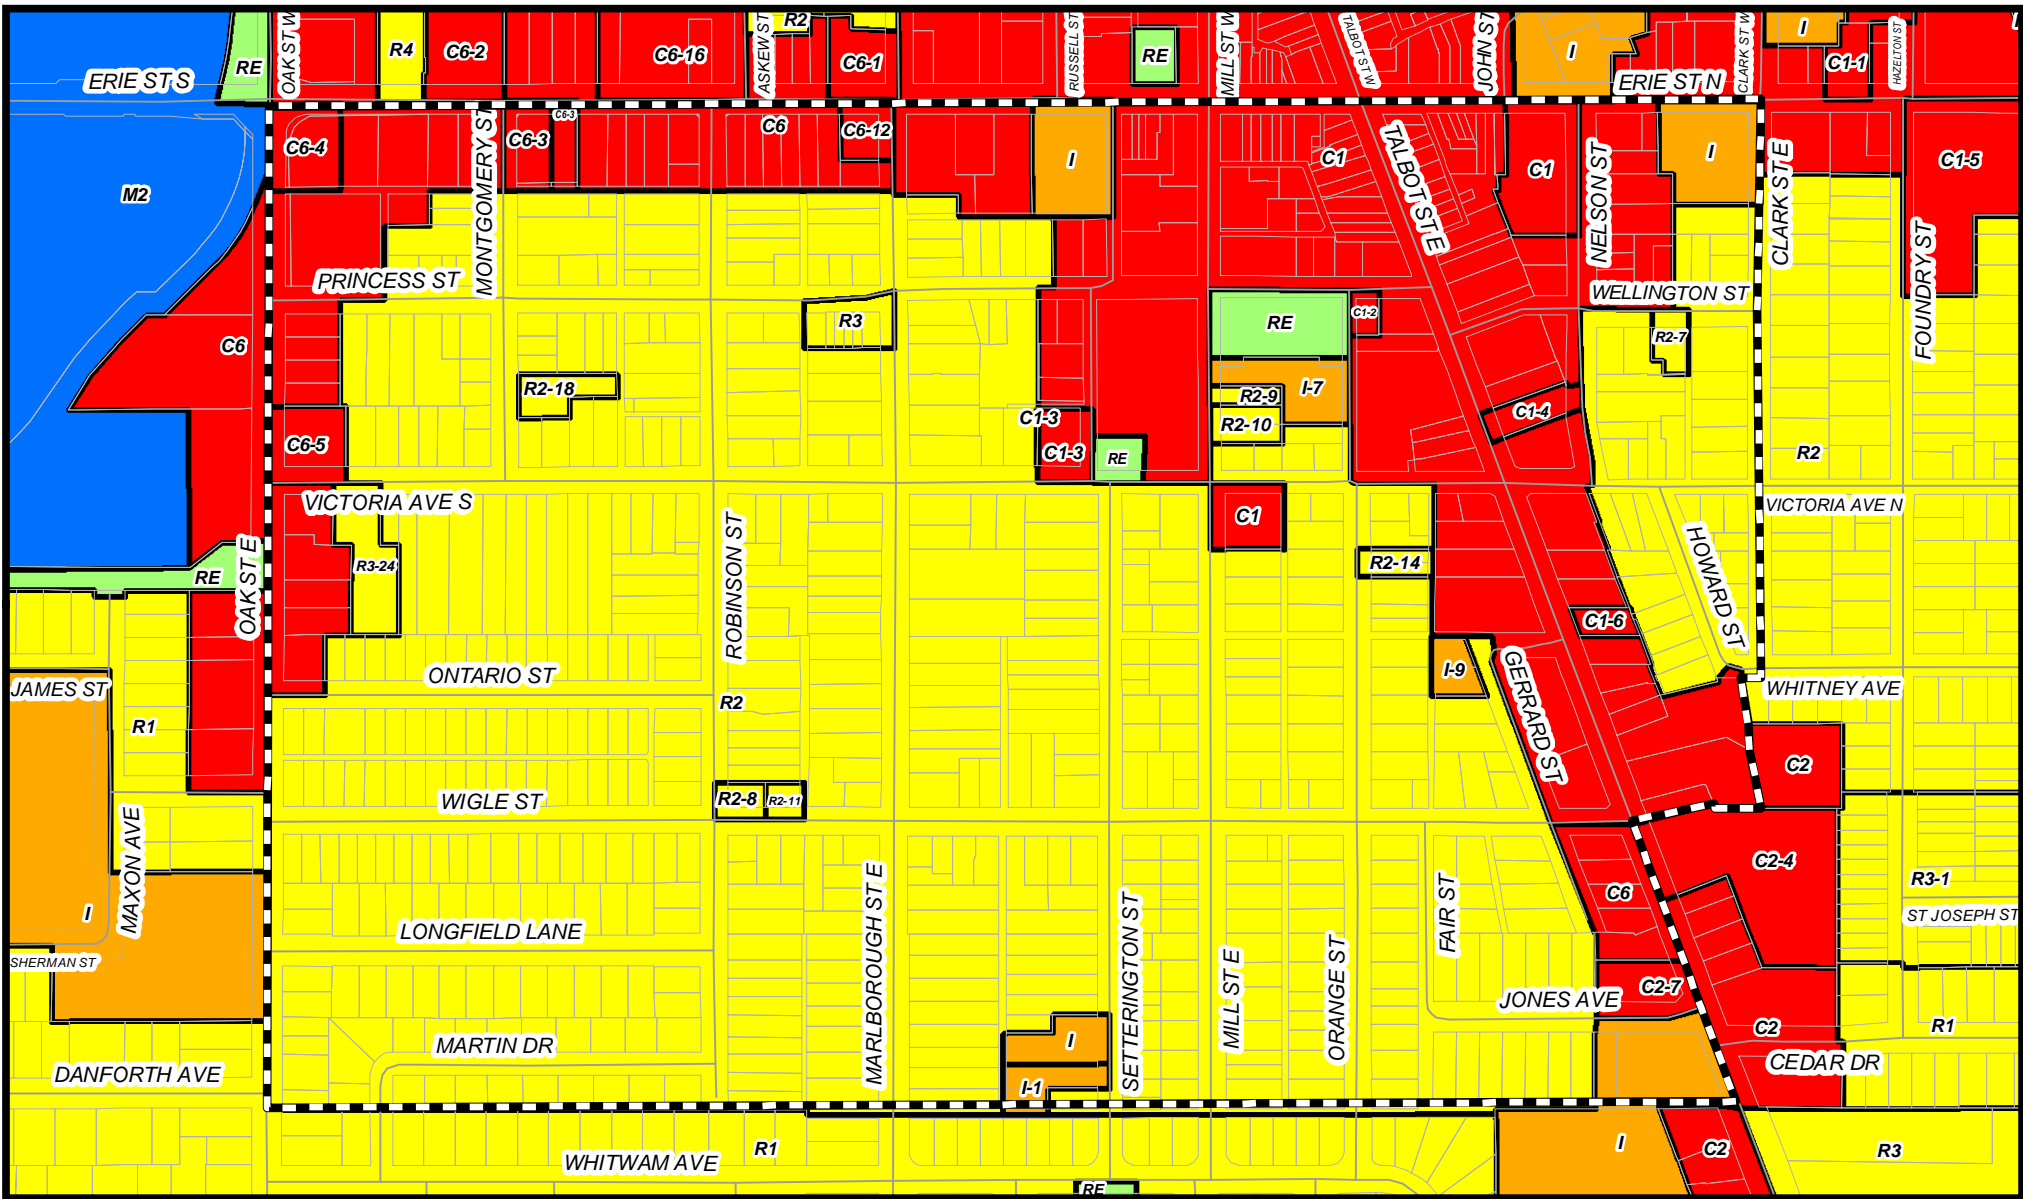 R2
OAK ST W
R4
C6-2
C6-16
ASKEW ST
C6-1
RUSSELL ST
RE
MILL ST W
TALBOT ST W
JOHN ST
I
CLARK ST W
I
C1-1
HAZELTON ST
RE
ERIE ST S
ERIE ST N
C6-4
MONTGOMERY ST
C6-3
C6-3
C6
C6-12
I
C1
TALBOT ST E
C1
NELSON ST
I
CLARK ST E
C1-5
M2
FOUNDRY ST
PRINCESS ST
WELLINGTON ST
C6
R3
RE
C1-2
R2-7
R2-18
I-7
R2-9
R2-10
C1-3
C1-3
C1-4
C6-5
RE
R2
VICTORIA AVE S
VICTORIA AVE N
C1
ROBINSON ST
HOWARD ST
OAK ST E
RE
R3-24
R2-14
C1-6
ONTARIO ST
I-9
GERRARD ST
JAMES ST
WHITNEY AVE
R1
R2
C2
WIGLE ST
R2-8
R2-11
MAXON AVE
C2-4
R3-1
I
C6
ST JOSEPH ST
LONGFIELD LANE
MARLBOROUGH ST E
SETTERINGTON ST
MILL ST E
ORANGE ST
FAIR ST
SHERMAN ST
C2-7
JONES AVE
C2
R1
MARTIN DR
I
CEDAR DR
DANFORTH AVE
I-1
WHITWAM AVE
R1
I
C2
R3
RE